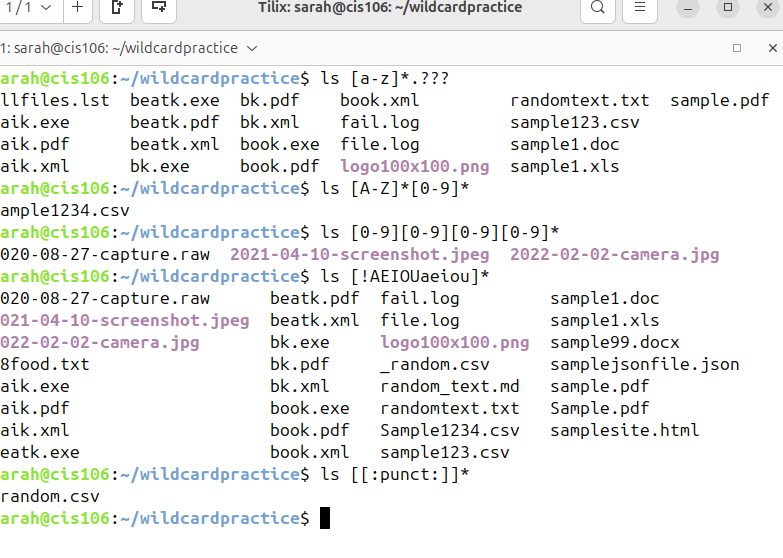 1 / 1 Tilix: sarah@cis106: ~/wildcardpractice
1: sarah@cis106: ~/wildcardpractice
arah@cis106:~/wildcardpractice$ ls [a-z]*.???
llfiles.lst beatk.exe bk.pdf book.xml randomtext.txt sample.pdf
aik.exe beatk.pdf bk.xml fail.log sample123.csv
aik.pdf beatk.xml book.exe file.log sample1.doc
aik.xml bk.exe book.pdf logo100x100.png sample1.xls
arah@cis106:~/wildcardpractice$ ls [A-Z]*[0-9]*
ample1234.csv
arah@cis106:~/wildcardpractice$ ls [0-9][0-9][0-9][0-9]*
020-08-27-capture.raw 2021-04-10-screenshot.jpeg 2022-02-02-camera.jpg
arah@cis106:~/wildcardpractice$ ls [!AEIOUaeiou]*
020-08-27-capture.raw beatk.pdf fail.log sample1.doc
021-04-10-screenshot.jpeg beatk.xml file.log sample1.xls
022-02-02-camera.jpg bk.exe logo100x100.png sample99.docx
8food.txt bk.pdf _random.csv samplejsonfile.json
aik.exe bk.xml random_text.md sample.pdf
aik.pdf book.exe randomtext.txt Sample.pdf
aik.xml book.pdf Sample1234.csv samplesite.html
eatk.exe book.xml sample123.csv
arah@cis106:~/wildcardpractice$ ls [[:punct:]]*
random.csv
arah@cis106:~/wildcardpractice$